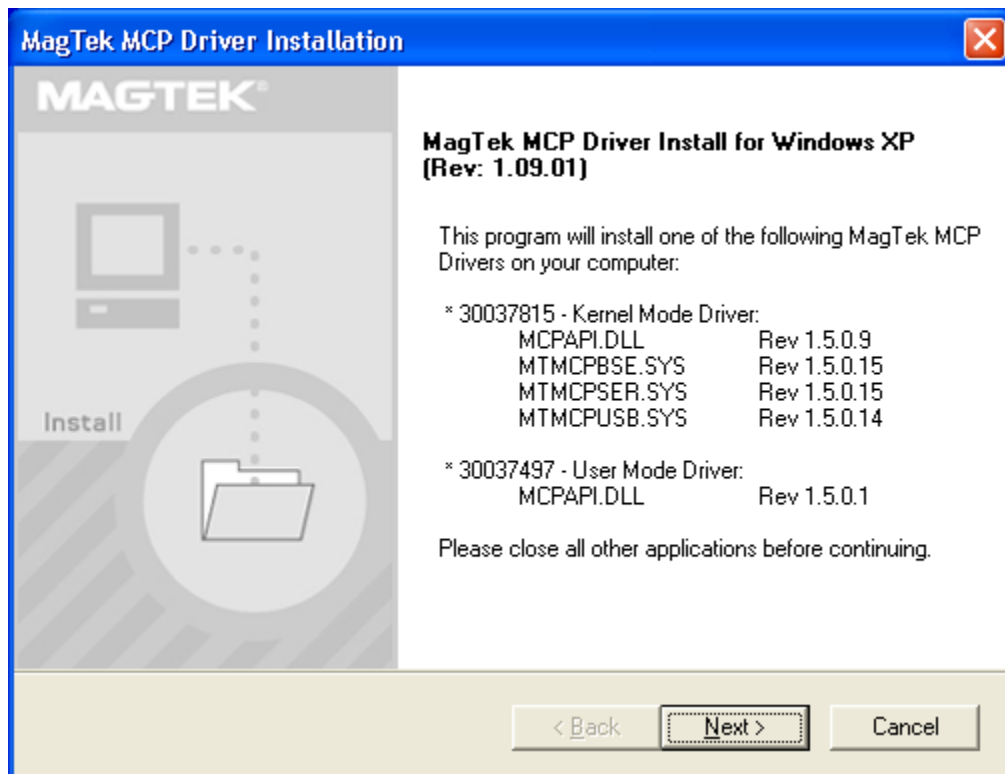 MagTek MCP Driver Installation
MAGTEK®
Install
MagTek MCP Driver Install for Windows XP
(Rev: 1.09.01)
This program will install one of the following MagTek MCP
Drivers on your computer:
* 30037815 - Kernel Mode Driver:
MCPAPI.DLL Rev 1.5.0.9
MTMCPBSE.SYS Rev 1.5.0.15
MTMCPSER.SYS Rev 1.5.0.15
MTMCPUSB.SYS Rev 1.5.0.14
* 30037497 - User Mode Driver:
MCPAPI.DLL Rev 1.5.0.1
Please close all other applications before continuing.
< Back Next > Cancel